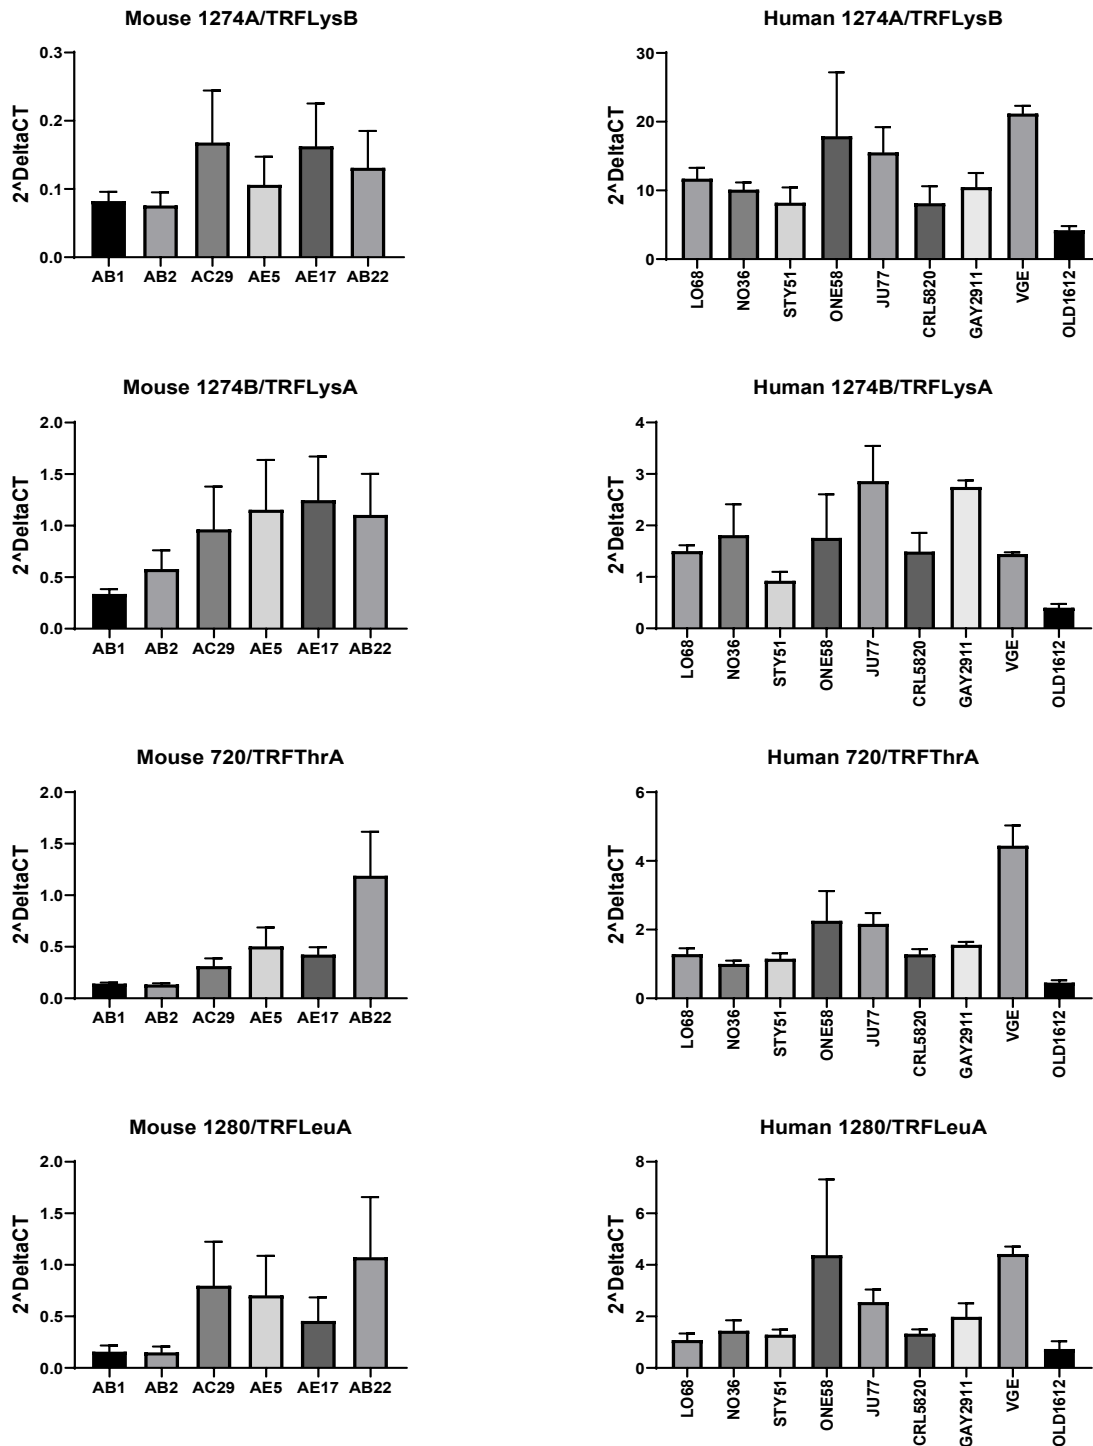 Mouse 1274A/TRFLysB
2^DeltaCT
0.3
0.2
0.1
0.0
AB1 AB2 AC29 AE5 AE17 AB22
Human 1274A/TRFLysB
2^DeltaCT
30
20
10
0
LO68 NO36 STY51 ONE58 JU77 CRL5820 GAY2911 VGE OLD1612
Mouse 1274B/TRFLysA
2^DeltaCT
2.0
1.5
1.0
0.5
0.0
AB1 AB2 AC29 AE5 AE17 AB22
Human 1274B/TRFLysA
2^DeltaCT
4
3
2
1
0
LO68 NO36 STY51 ONE58 JU77 CRL5820 GAY2911 VGE OLD1612
Mouse 720/TRFThrA
2^DeltaCT
2.0
1.5
1.0
0.5
0.0
AB1 AB2 AC29 AE5 AE17 AB22
Human 720/TRFThrA
2^DeltaCT
6
4
2
0
LO68 NO36 STY51 ONE58 JU77 CRL5820 GAY2911 VGE OLD1612
Mouse 1280/TRFLeuA
2^DeltaCT
2.0
1.5
1.0
0.5
0.0
AB1 AB2 AC29 AE5 AE17 AB22
Human 1280/TRFLeuA
2^DeltaCT
8
6
4
2
0
LO68 NO36 STY51 ONE58 JU77 CRL5820 GAY2911 VGE OLD1612